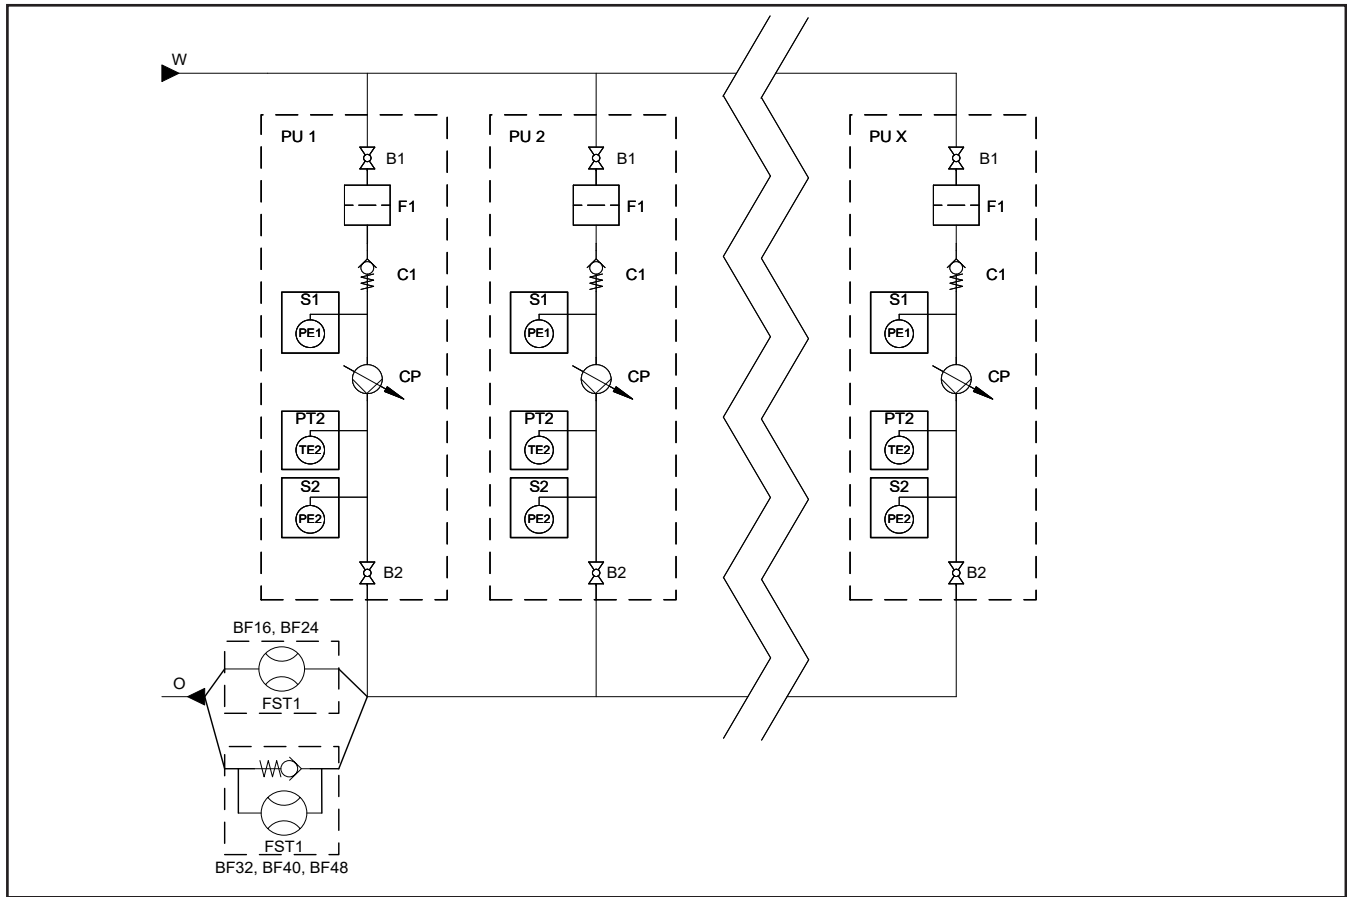 W
PU 1
B1
F1
C1
S1
PE1
CP
PT2
TE2
S2
PE2
B2
PU 2
B1
F1
C1
S1
PE1
CP
PT2
TE2
S2
PE2
B2
PU X
B1
F1
C1
S1
PE1
CP
PT2
TE2
S2
PE2
B2
BF16, BF24
FST1
O
FST1
BF32, BF40, BF48